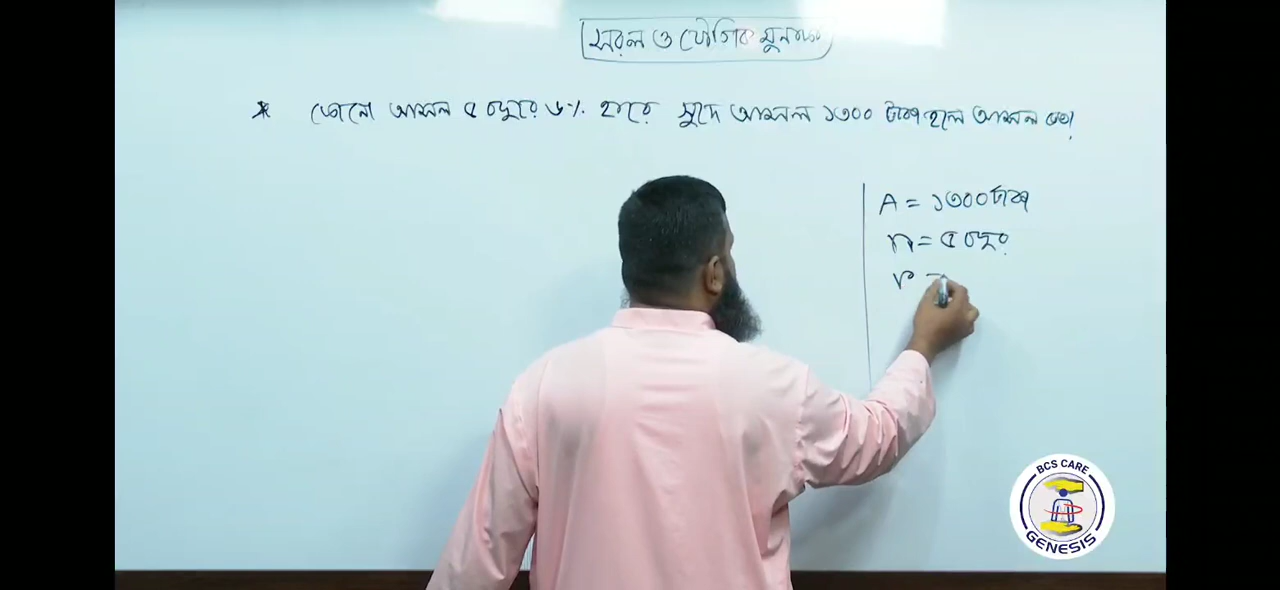 সরল ও যৌগিক মুনাফা
* কোনো আসল ৫ বছরে ৬% হারে সুদে আসল ১৩০০ টাকা হলে আসল কত?
A = ১৩০০ টাকা
n = ৫ বছর
r =
BCS CARE
GENESIS